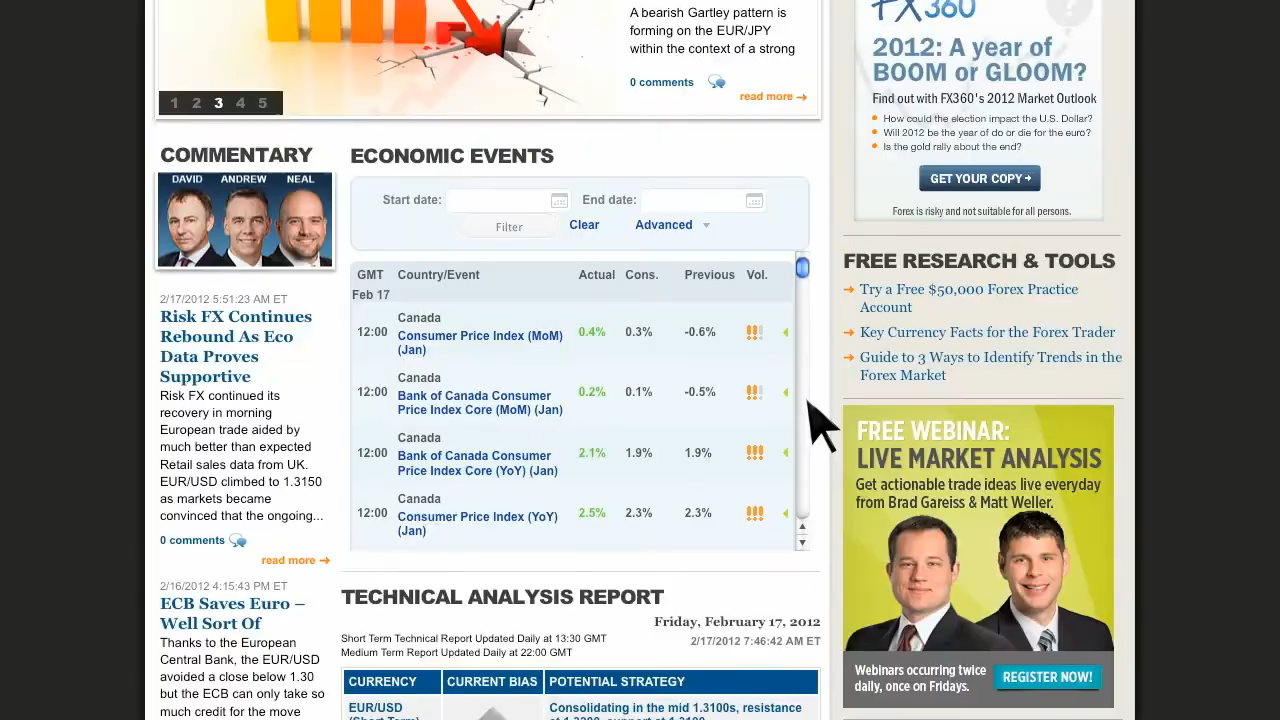 A bearish Gartley pattern is
forming on the EUR/JPY
within the context of a strong
0 comments
read more →
1 2 3 4 5
COMMENTARY
DAVID ANDREW NEAL
2/17/2012 5:51:23 AM ET
Risk FX Continues
Rebound As Eco
Data Proves
Supportive
Risk FX continued its
recovery in morning
European trade aided by
much better than expected
Retail sales data from UK.
EUR/USD climbed to 1.3150
as markets became
convinced that the ongoing...
0 comments
read more →
2/16/2012 4:15:43 PM ET
ECB Saves Euro –
Well Sort Of
Thanks to the European
Central Bank, the EUR/USD
avoided a close below 1.30
but the ECB can only take so
much credit for the move
ECONOMIC EVENTS
Start date: End date:
Filter Clear Advanced
GMT Country/Event Actual Cons. Previous Vol.
Feb 17
Canada
12:00 Consumer Price Index (MoM) 0.4% 0.3% -0.6%
(Jan)
Canada
12:00 Bank of Canada Consumer 0.2% 0.1% -0.5%
Price Index Core (MoM) (Jan)
Canada
12:00 Bank of Canada Consumer 2.1% 1.9% 1.9%
Price Index Core (YoY) (Jan)
Canada
12:00 Consumer Price Index (YoY) 2.5% 2.3% 2.3%
(Jan)
TECHNICAL ANALYSIS REPORT
Friday, February 17, 2012
Short Term Technical Report Updated Daily at 13:30 GMT
2/17/2012 7:46:42 AM ET
Medium Term Report Updated Daily at 22:00 GMT
CURRENCY CURRENT BIAS POTENTIAL STRATEGY
EUR/USD Consolidating in the mid 1.3100s, resistance
(Short Term) at 1.3200, support at 1.3100
FX360
2012: A year of
BOOM or GLOOM?
Find out with FX360's 2012 Market Outlook
How could the election impact the U.S. Dollar?
Will 2012 be the year of do or die for the euro?
Is the gold rally about the end?
GET YOUR COPY →
Forex is risky and not suitable for all persons.
FREE RESEARCH & TOOLS
→ Try a Free $50,000 Forex Practice
Account
→ Key Currency Facts for the Forex Trader
→ Guide to 3 Ways to Identify Trends in the
Forex Market
FREE WEBINAR:
LIVE MARKET ANALYSIS
Get actionable trade ideas live everyday
from Brad Gareiss & Matt Weller.
Webinars occurring twice
daily, once on Fridays.
REGISTER NOW!